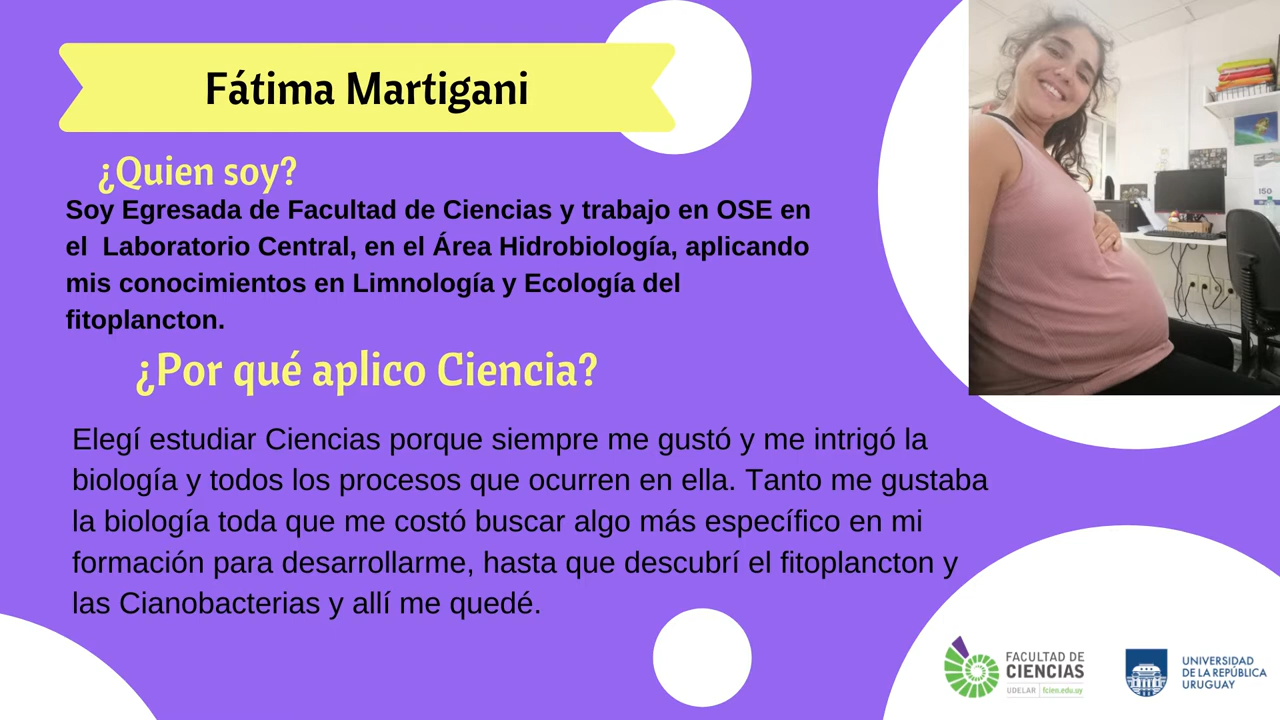 Fátima Martigani
¿Quien soy?
Soy Egresada de Facultad de Ciencias y trabajo en OSE en
el Laboratorio Central, en el Área Hidrobiología, aplicando
mis conocimientos en Limnología y Ecología del
fitoplancton.
¿Por qué aplico Ciencia?
Elegí estudiar Ciencias porque siempre me gustó y me intrigó la
biología y todos los procesos que ocurren en ella. Tanto me gustaba
la biología toda que me costó buscar algo más específico en mi
formación para desarrollarme, hasta que descubrí el fitoplancton y
las Cianobacterias y allí me quedé.
150
FACULTAD DE
CIENCIAS
UDELAR | fcien.edu.uy
UNIVERSIDAD
DE LA REPÚBLICA
URUGUAY